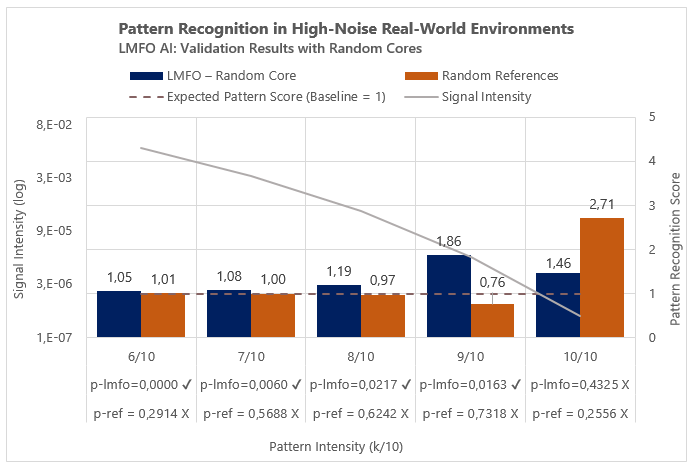 Pattern Recognition in High-Noise Real-World Environments
LMFO AI: Validation Results with Random Cores
LMFO – Random Core
Random References
Expected Pattern Score (Baseline = 1)
Signal Intensity
Signal Intensity (log)
8,E-02
3,E-03
9,E-05
3,E-06
1,E-07
5
4
3
2
1
0
Pattern Recognition Score
1,05 1,01
1,08 1,00
1,19 0,97
1,86 0,76
1,46 2,71
6/10 7/10 8/10 9/10 10/10
p-lmfo=0,0000 ✓ p-lmfo=0,0060 ✓ p-lmfo=0,0217 ✓ p-lmfo=0,0163 ✓ p-lmfo=0,4325 X
p-ref = 0,2914 X p-ref = 0,5688 X p-ref = 0,6242 X p-ref = 0,7318 X p-ref = 0,2556 X
Pattern Intensity (k/10)